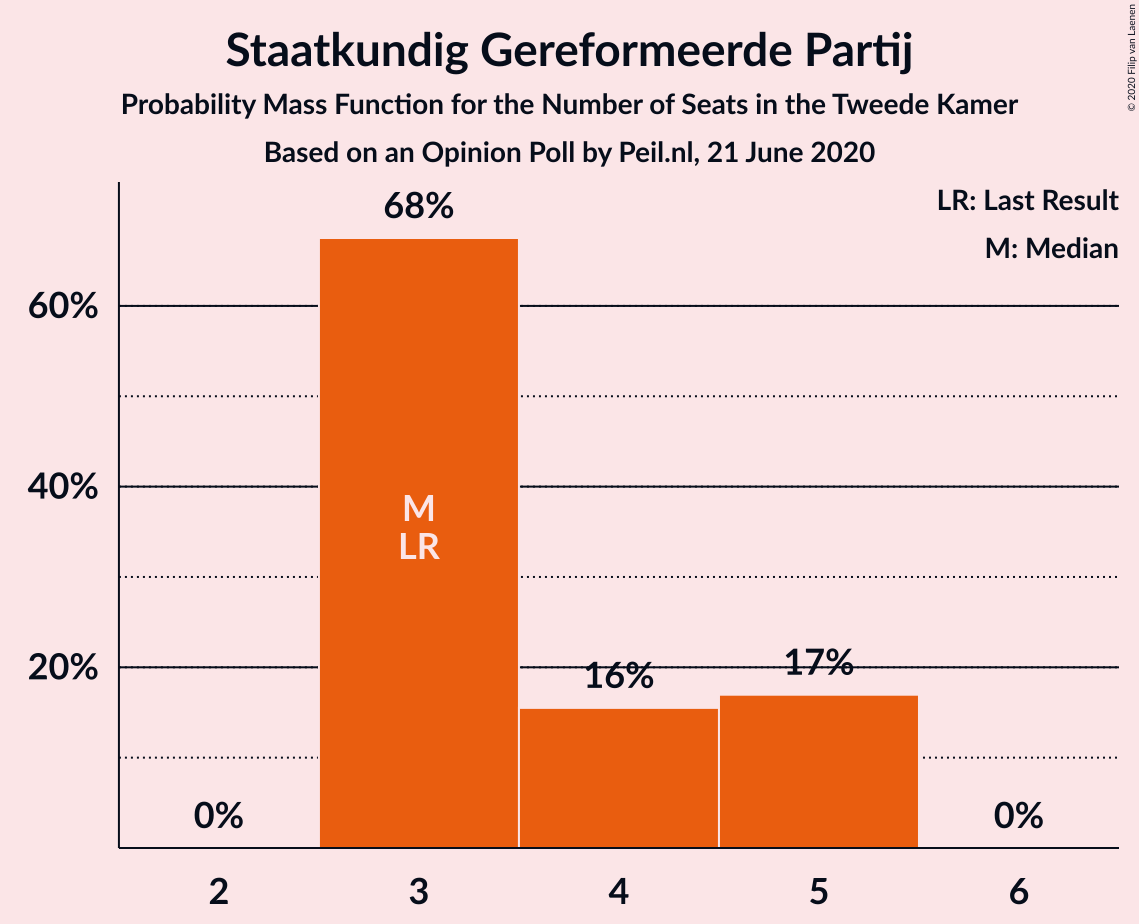 Staatkundig Gereformeerde Partij
Probability Mass Function for the Number of Seats in the Tweede Kamer
Based on an Opinion Poll by Peil.nl, 21 June 2020
© 2020 Filip van Laenen
LR: Last Result
M: Median
68%
60%
40%
20%
M
LR
0%
16%
17%
0%
2 3 4 5 6